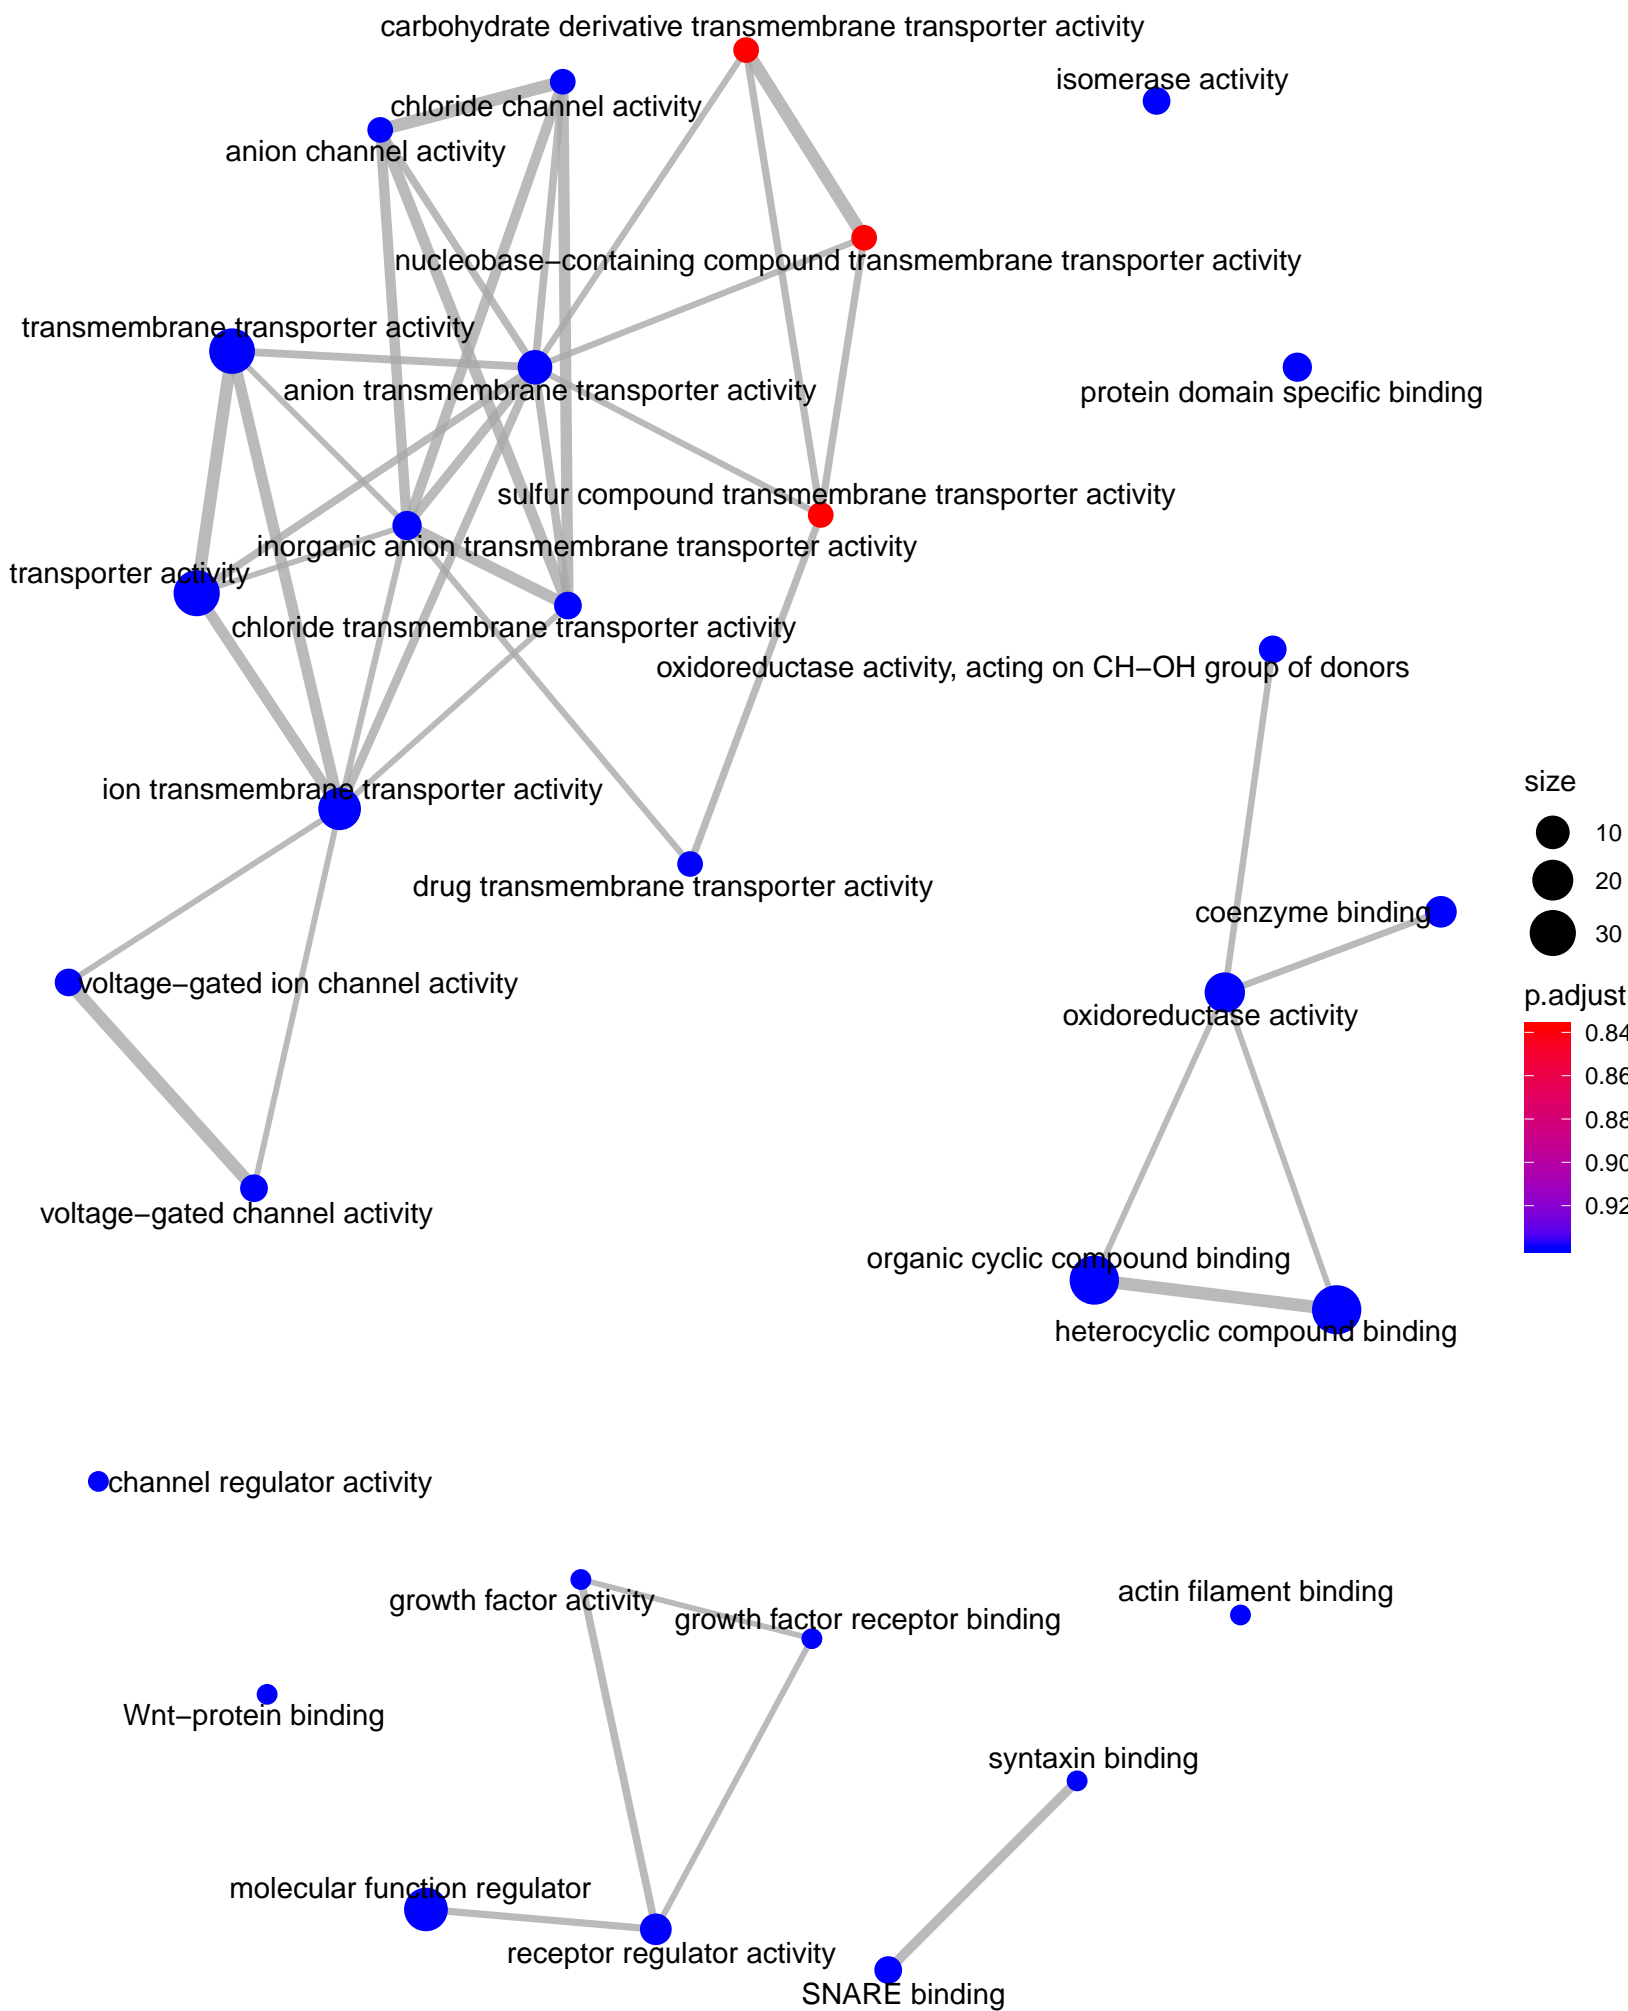 carbohydrate derivative transmembrane transporter activity
isomerase activity
chloride channel activity
anion channel activity
nucleobase−containing compound transmembrane transporter activity
transmembrane transporter activity
anion transmembrane transporter activity
protein domain specific binding
sulfur compound transmembrane transporter activity
inorganic anion transmembrane transporter activity
transporter activity
chloride transmembrane transporter activity
oxidoreductase activity, acting on CH−OH group of donors
ion transmembrane transporter activity
drug transmembrane transporter activity
coenzyme binding
voltage−gated ion channel activity
oxidoreductase activity
voltage−gated channel activity
organic cyclic compound binding
heterocyclic compound binding
size
10
20
30
p.adjust
0.84
0.86
0.88
0.90
0.92
channel regulator activity
growth factor activity
growth factor receptor binding
actin filament binding
Wnt−protein binding
syntaxin binding
molecular function regulator
receptor regulator activity
SNARE binding